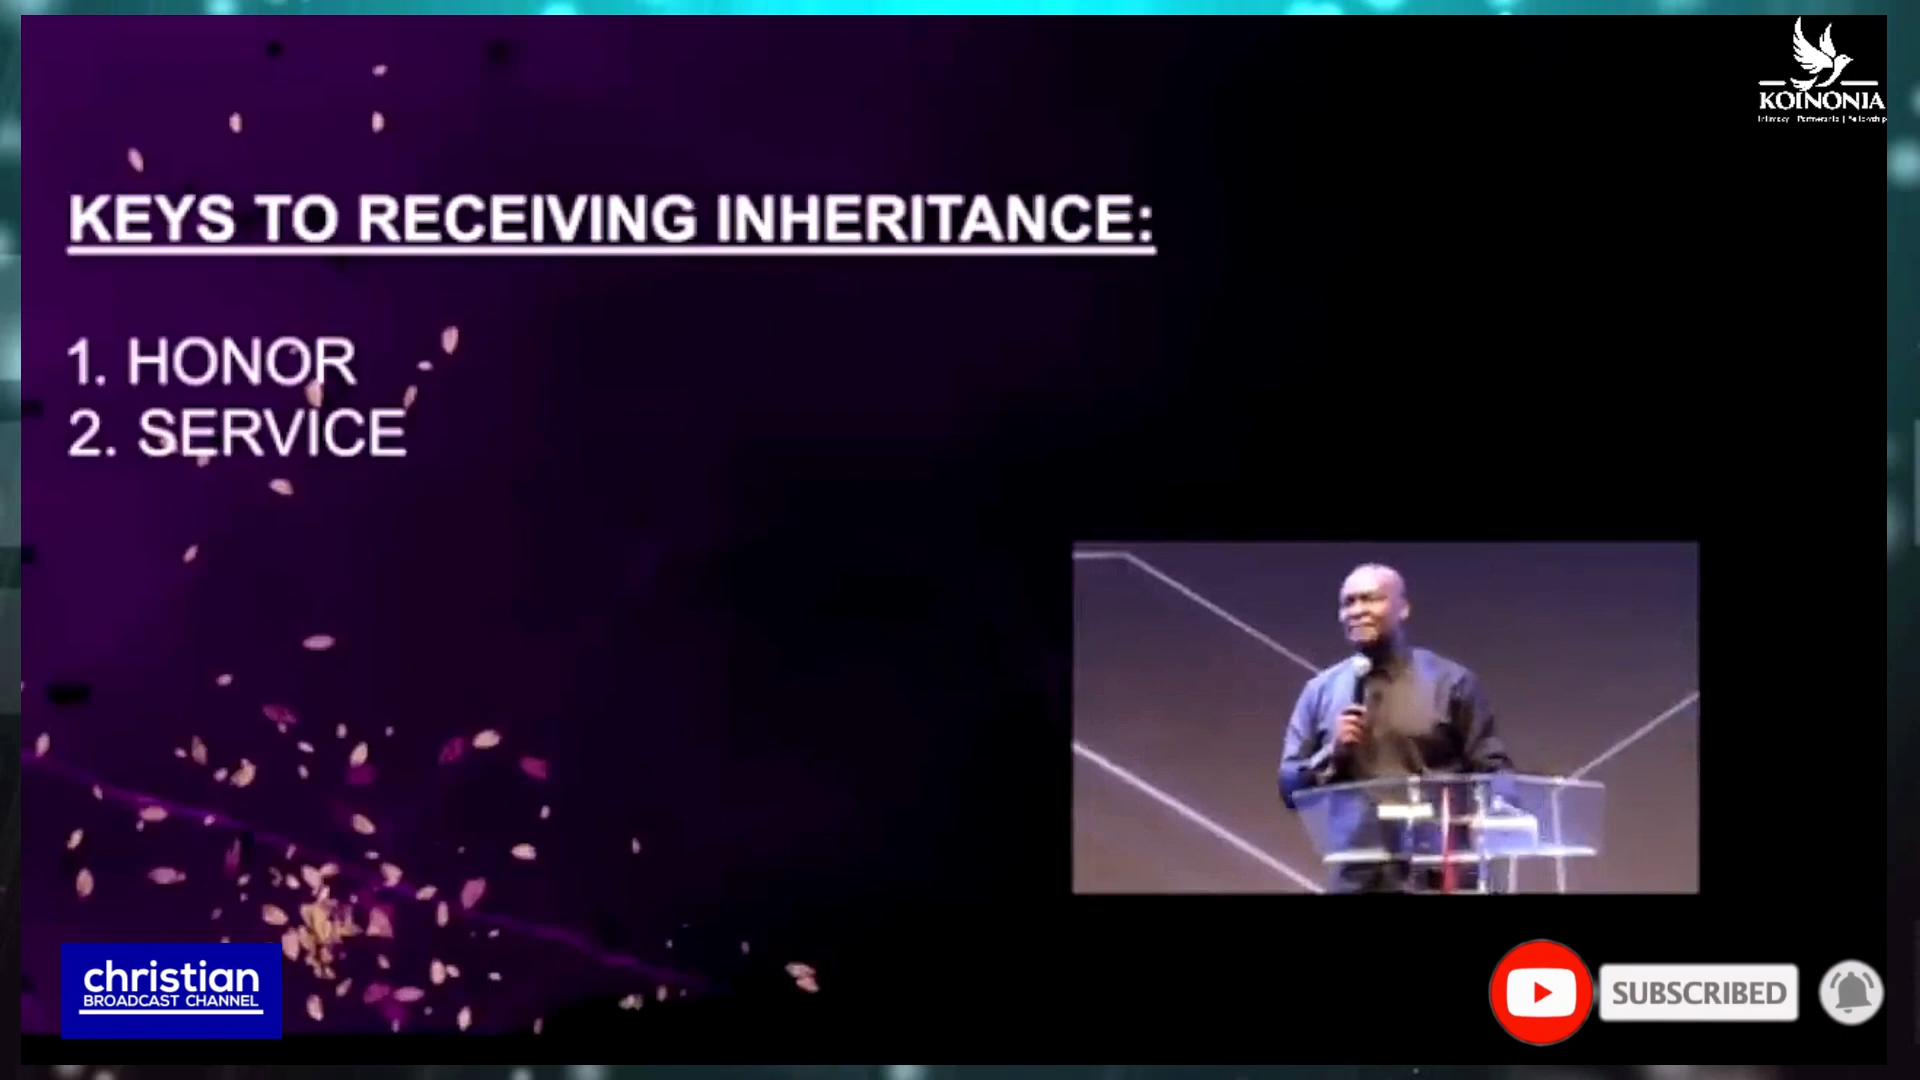 KOINONIA
KEYS TO RECEIVING INHERITANCE:
1. HONOR
2. SERVICE
christian
BROADCAST CHANNEL
SUBSCRIBED